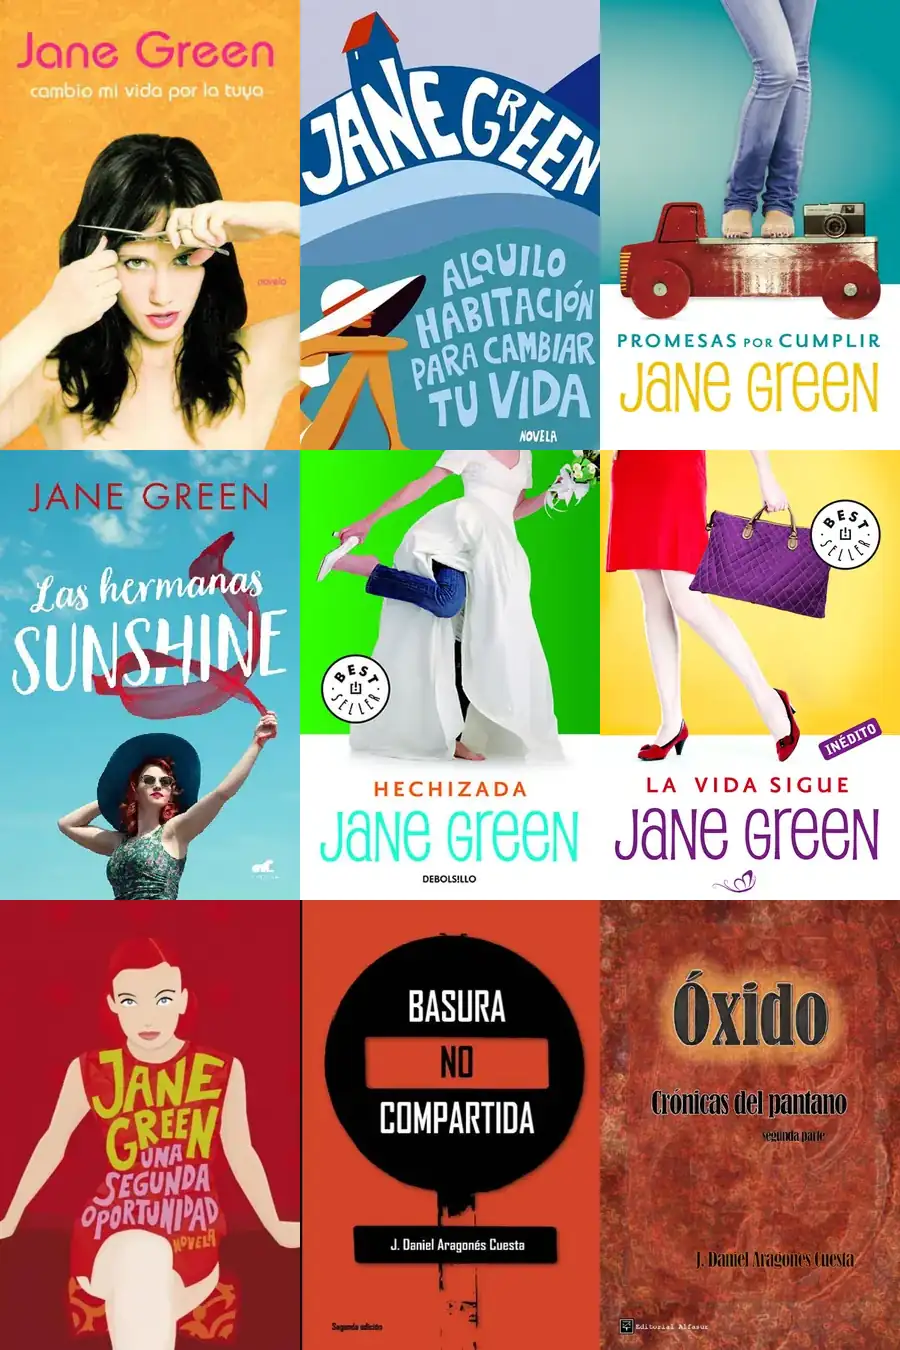 Jane Green
cambio mi vida por la tuya
novela
JANE GREEN
ALQUILO
HABITACIÓN
PARA CAMBIAR
TU VIDA
NOVELA
PROMESAS POR CUMPLIR
JANE GREEN
JANE GREEN
Las hermanas
SUNSHINE
BEST
SELLER
HECHIZADA
JANE GREEN
DEBOLS!LLO
BEST
SELLER
INÉDITO
LA VIDA SIGUE
JANE GREEN
JANE
GREEN
UNA
SEGUNDA
OPORTUNIDAD
NOVELA
BASURA
NO
COMPARTIDA
J. Daniel Aragonés Cuesta
Segunda edición
Óxido
Crónicas del pantano
segunda parte
J. Daniel Aragonés Cuesta
Editorial Alfasur